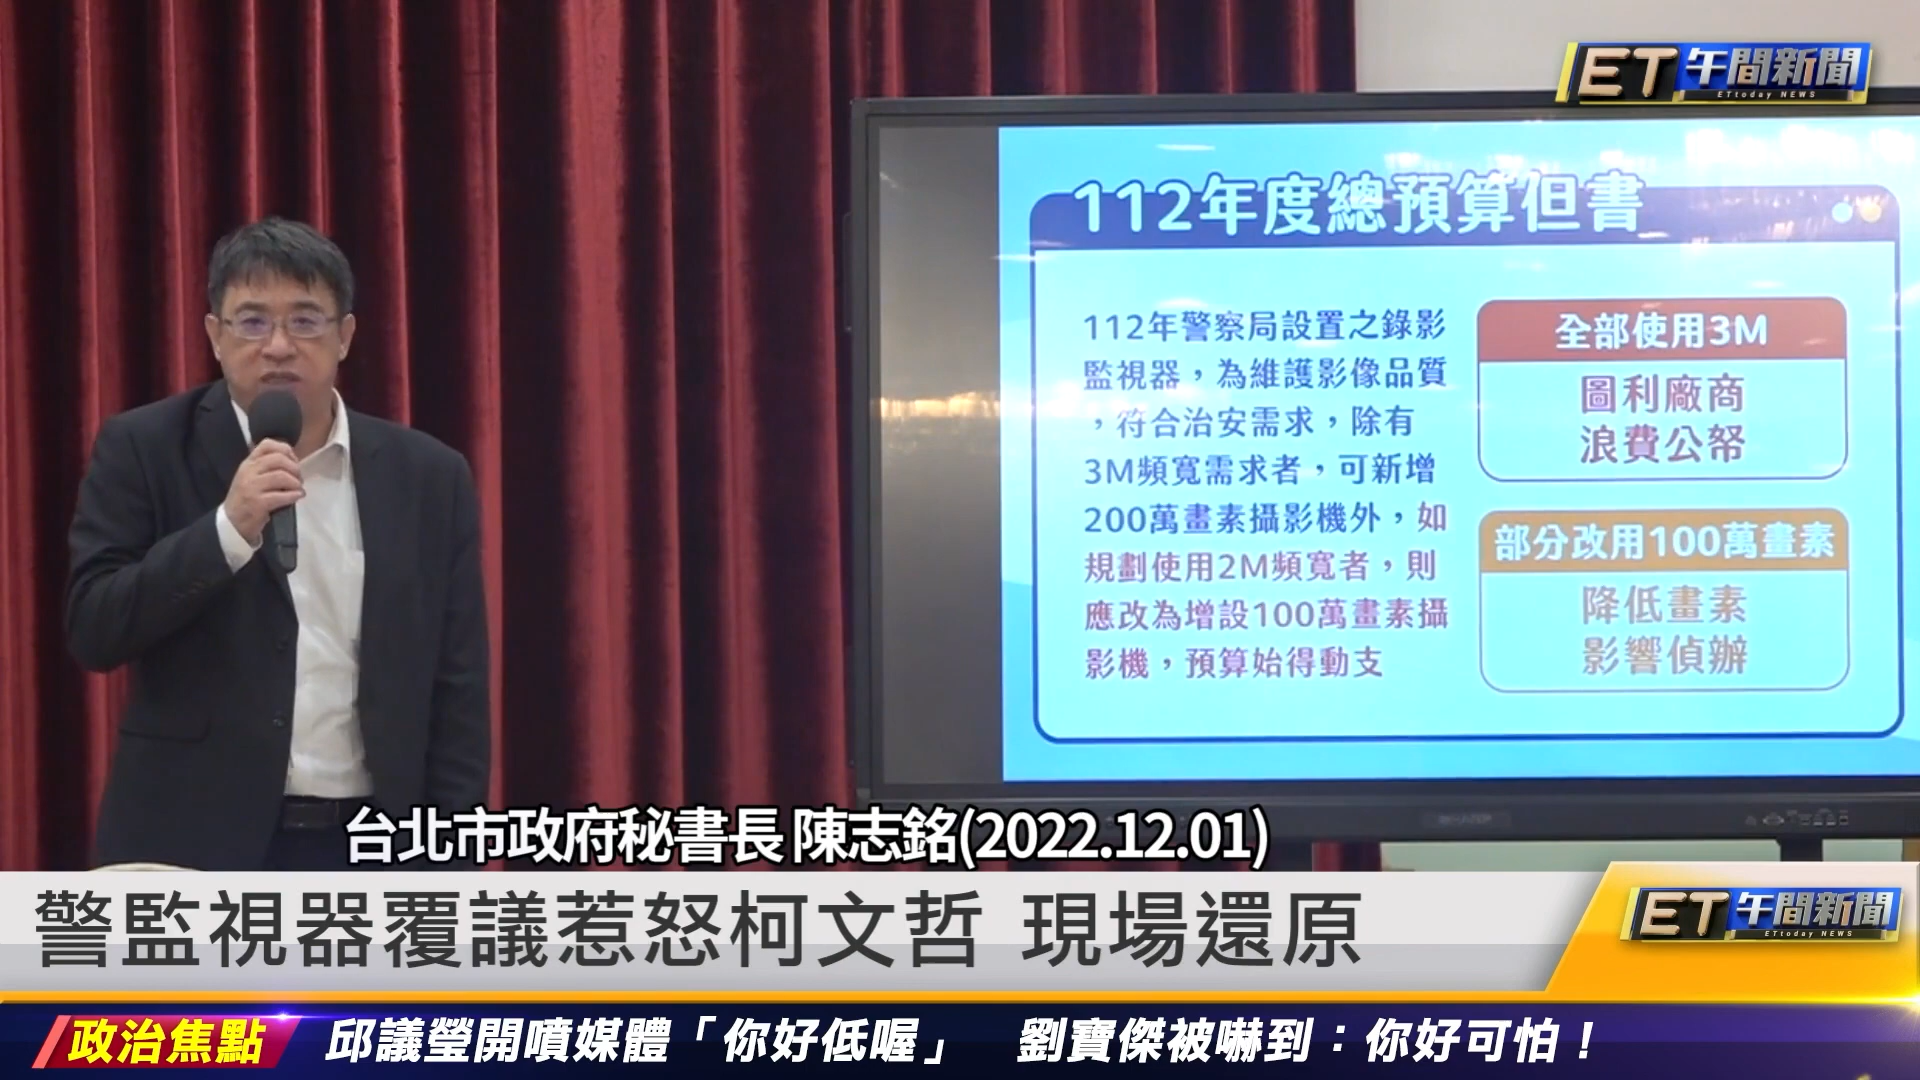 ET午間新聞
ETtoday NEWS
112年度總預算但書
112年警察局設置之錄影
監視器，為維護影像品質
，符合治安需求，除有
3M頻寬需求者，可新增
200萬畫素攝影機外，如
規劃使用2M頻寬者，則
應改為增設100萬畫素攝
影機，預算始得動支
全部使用3M
圖利廠商
浪費公帑
部分改用100萬畫素
降低畫素
影響偵辦
SHARP
台北市政府秘書長 陳志銘(2022.12.01)
警監視器覆議惹怒柯文哲 現場還原
ET午間新聞
ETtoday NEWS
政治焦點
邱議瑩開噴媒體「你好低喔」 劉寶傑被嚇到：你好可怕！